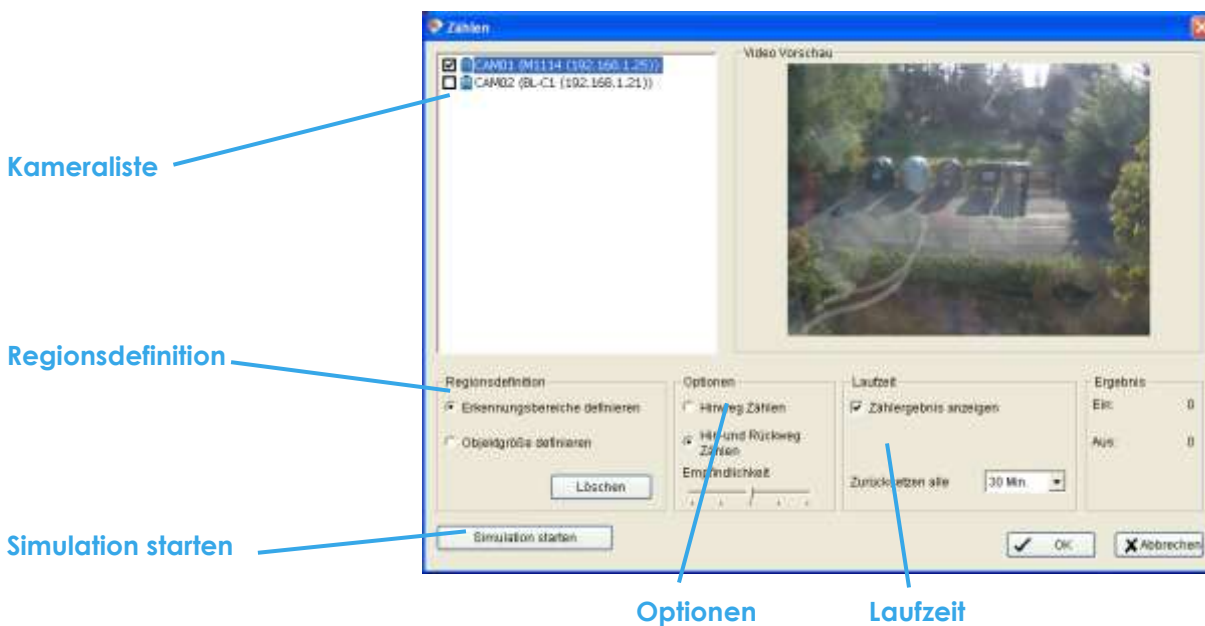 Zählen
CAM01 (M1114 (192.168.1.25))
CAM02 (BL-C1 (192.168.1.21))
Video Vorschau
Kameraliste
Regionsdefinition
Regionsdefinition
Erkennungsbereiche definieren
Objektgröße definieren
Löschen
Optionen
Hinweg Zählen
Hin-und Rückweg
Zählen
Empfindlichkeit
Laufzeit
Zählergebnis anzeigen
Zurücksetzen alle
30 Min.
Ergebnis
Ein: 0
Aus: 0
Simulation starten
Simulation starten
OK
Abbrechen
Optionen
Laufzeit